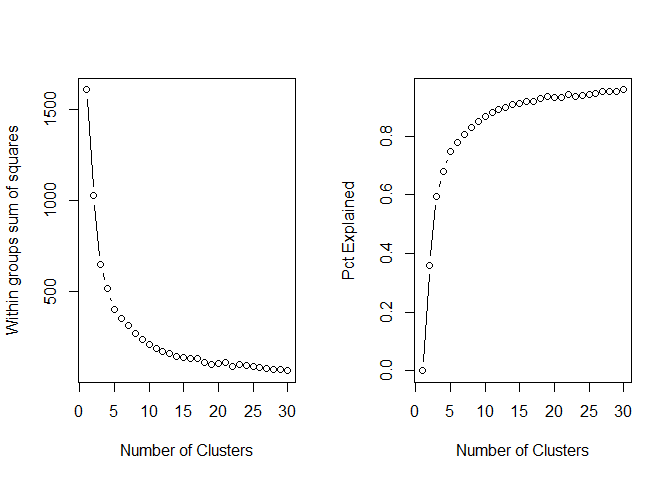 Within groups sum of squares
1500
1000
500
0 5 10 15 20 25 30
Number of Clusters
Pct Explained
0.8
0.6
0.4
0.2
0.0
0 5 10 15 20 25 30
Number of Clusters